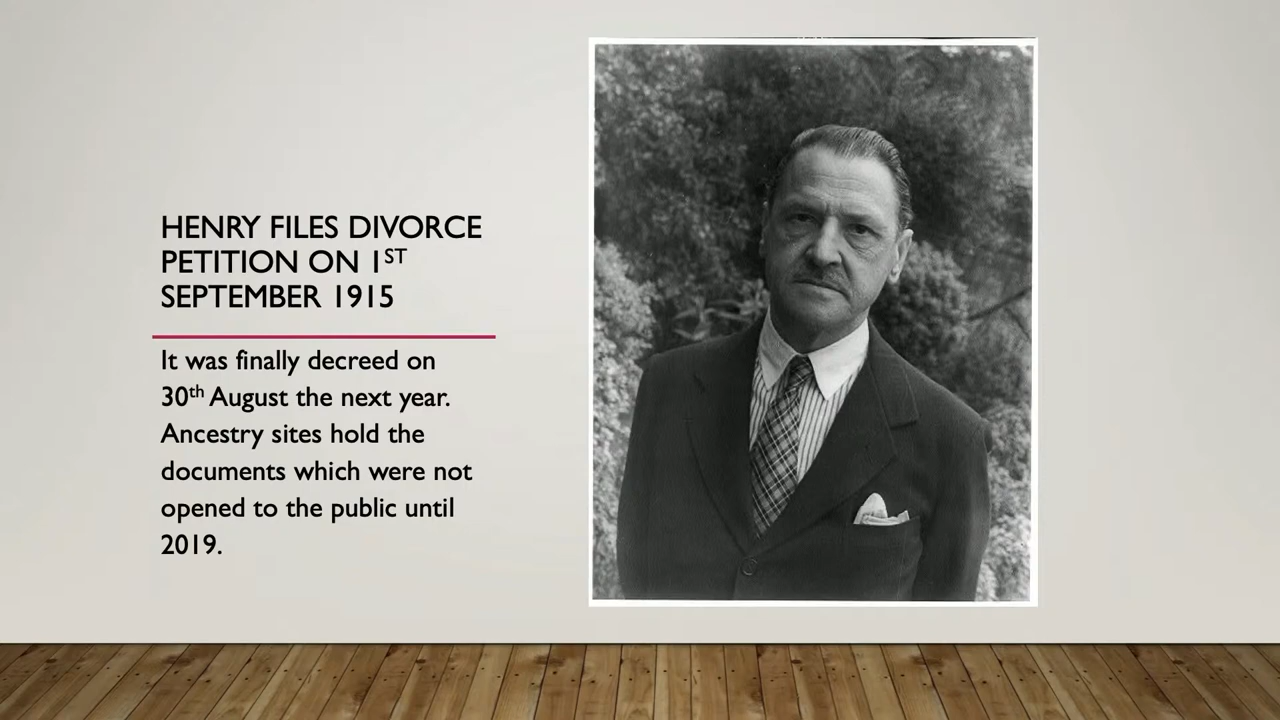 HENRY FILES DIVORCE
PETITION ON 1ST
SEPTEMBER 1915
It was finally decreed on
30th August the next year.
Ancestry sites hold the
documents which were not
opened to the public until
2019.